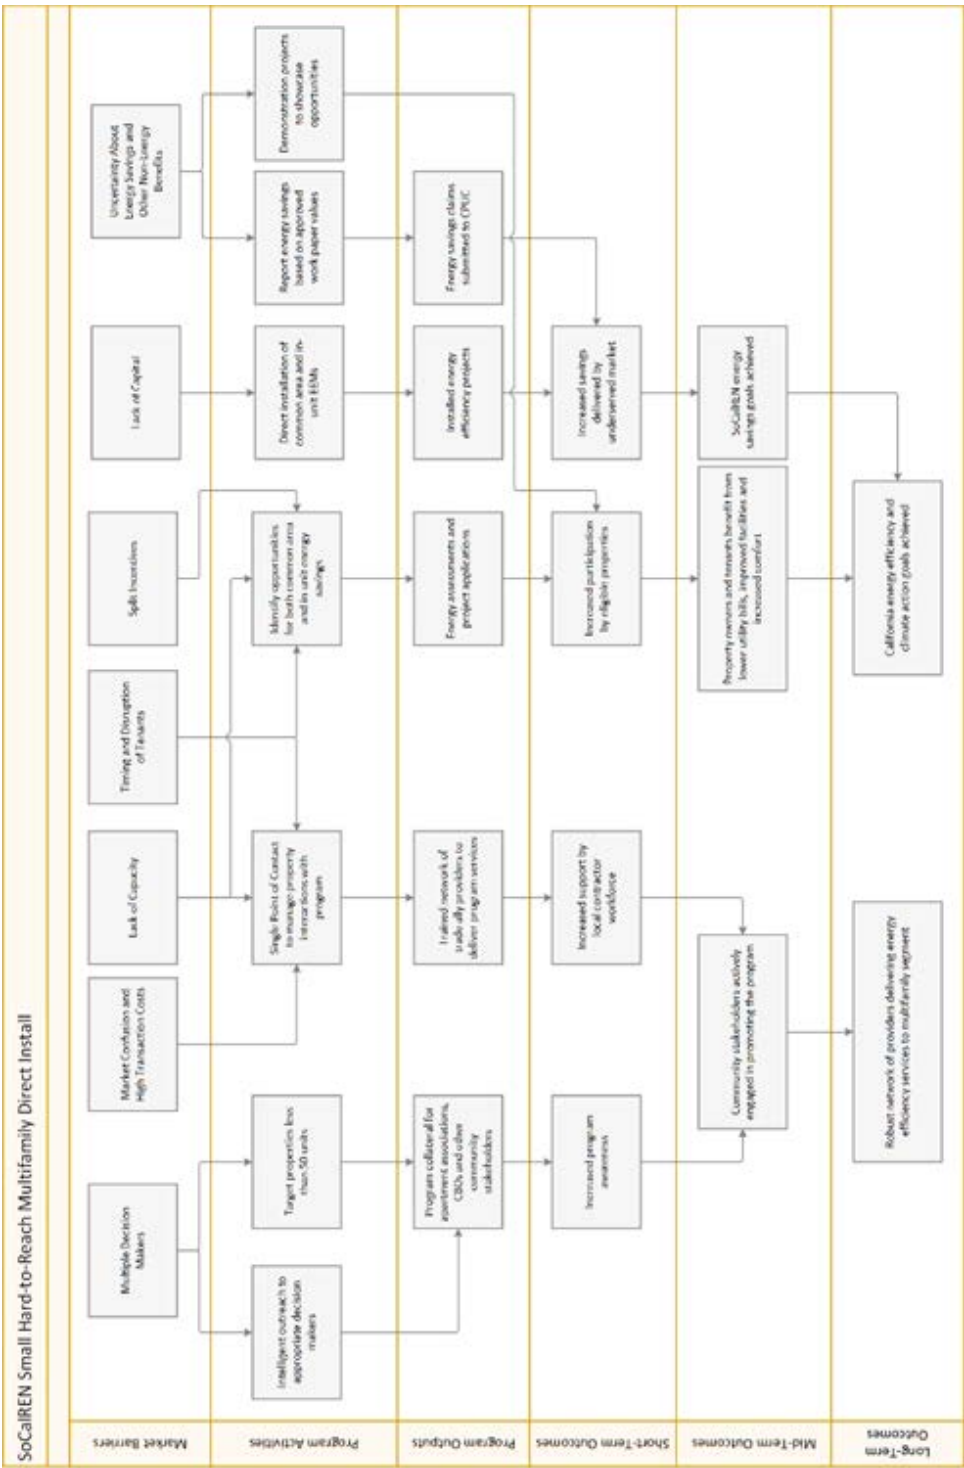 SoCalREN Small Hard-to-Reach Multifamily Direct Install
Market Barriers
Multiple Decision
Makers
Market Confusion and
High Transaction Costs
Lack of Capacity
Timing and Disruption
of Tenants
Split Incentives
Lack of Capital
Uncertainty About
Energy Savings and
Other Non-Energy
Benefits
Program Activities
Intelligent outreach to
appropriate decision
makers
Target properties less
than 50 units
Single Point of Contact
to manage property
interactions with
program
Identify opportunities
for both common area
and in unit energy
savings
Direct installation of
common area and in-
unit EEMs
Report energy savings
based on approved
work paper values
Demonstration projects
to showcase
opportunities
Program Outputs
Program collateral for
apartment associations,
CBOs and other
community
stakeholders
Trained network of
trade ally providers to
deliver program services
Energy assessments and
project applications
Installed energy
efficiency projects
Energy savings claims
submitted to CPUC
Short-Term Outcomes
Increased program
awareness
Increased support by
local contractor
workforce
Increased participation
by eligible properties
Increased savings
delivered by
underserved market
Mid-Term Outcomes
Community stakeholders actively
engaged in promoting the program
Property owners and tenants benefit from
lower utility bills, improved facilities and
increased comfort
SoCalREN energy
savings goals achieved
Long-Term
Outcomes
Robust network of providers delivering energy
efficiency services to multifamily segment
California energy efficiency and
climate action goals achieved